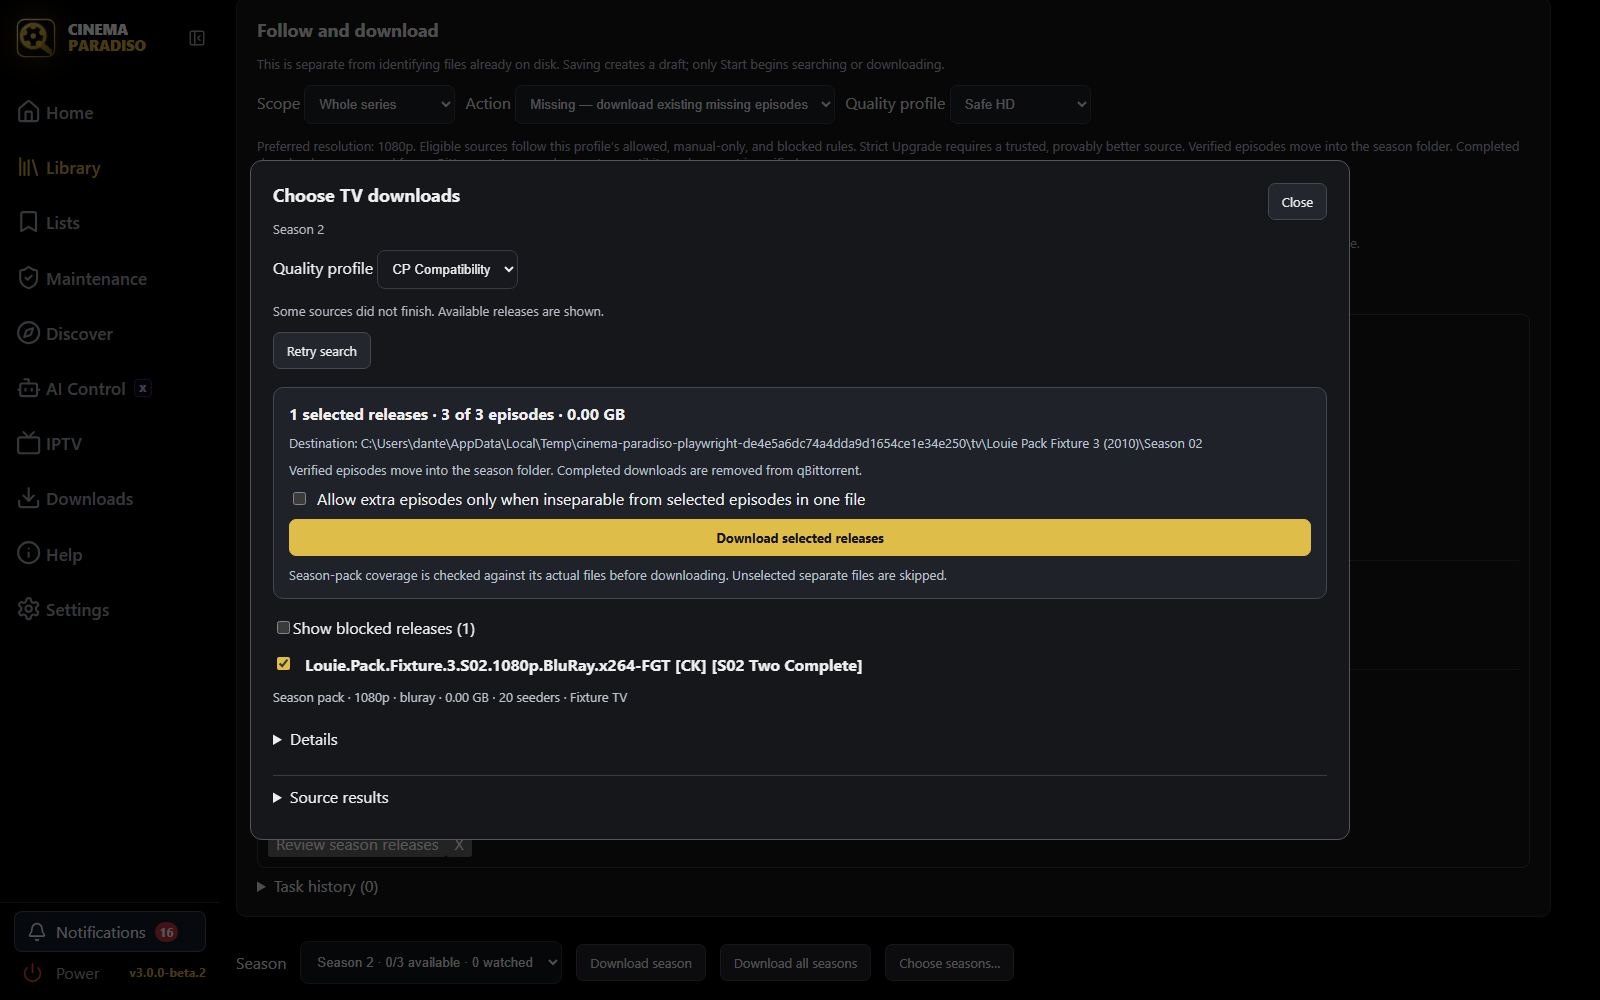 CINEMA
PARADISO
Home
Library
Lists
Maintenance
Discover
AI Control x
IPTV
Downloads
Help
Settings
Notifications 16
Power v3.0.0-beta.2
Follow and download
This is separate from identifying files already on disk. Saving creates a draft; only Start begins searching or downloading.
Scope Whole series Action Missing — download existing missing episodes Quality profile Safe HD
Preferred resolution: 1080p. Eligible sources follow this profile's allowed, manual-only, and blocked rules. Strict Upgrade requires a trusted, provably better source. Verified episodes move into the season folder. Completed
e.
Choose TV downloads
Close
Season 2
Quality profile CP Compatibility
Some sources did not finish. Available releases are shown.
Retry search
1 selected releases · 3 of 3 episodes · 0.00 GB
Destination: C:\Users\dante\AppData\Local\Temp\cinema-paradiso-playwright-de4e5a6dc74a4dda9d1654ce1e34e250\tv\Louie Pack Fixture 3 (2010)\Season 02
Verified episodes move into the season folder. Completed downloads are removed from qBittorrent.
Allow extra episodes only when inseparable from selected episodes in one file
Download selected releases
Season-pack coverage is checked against its actual files before downloading. Unselected separate files are skipped.
Show blocked releases (1)
Louie.Pack.Fixture.3.S02.1080p.BluRay.x264-FGT [CK] [S02 Two Complete]
Season pack · 1080p · bluray · 0.00 GB · 20 seeders · Fixture TV
Details
Source results
Review season releases X
Task history (0)
Season Season 2 · 0/3 available · 0 watched Download season Download all seasons Choose seasons...